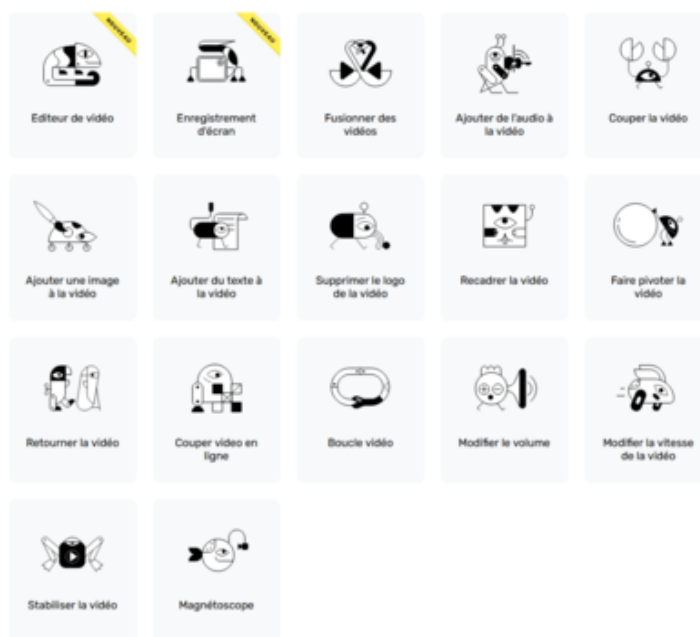 NOUVEAU
NOUVEAU
Éditeur de vidéo
Enregistrement
d'écran
Fusionner des
vidéos
Ajouter de l'audio à
la vidéo
Couper la vidéo
Ajouter une image
à la vidéo
Ajouter du texte à
la vidéo
Supprimer le logo
de la vidéo
Recadrer la vidéo
Faire pivoter la
vidéo
Retourner la vidéo
Couper video en
ligne
Boucle vidéo
Modifier le volume
Modifier la vitesse
de la vidéo
Stabiliser la vidéo
Magnétoscope